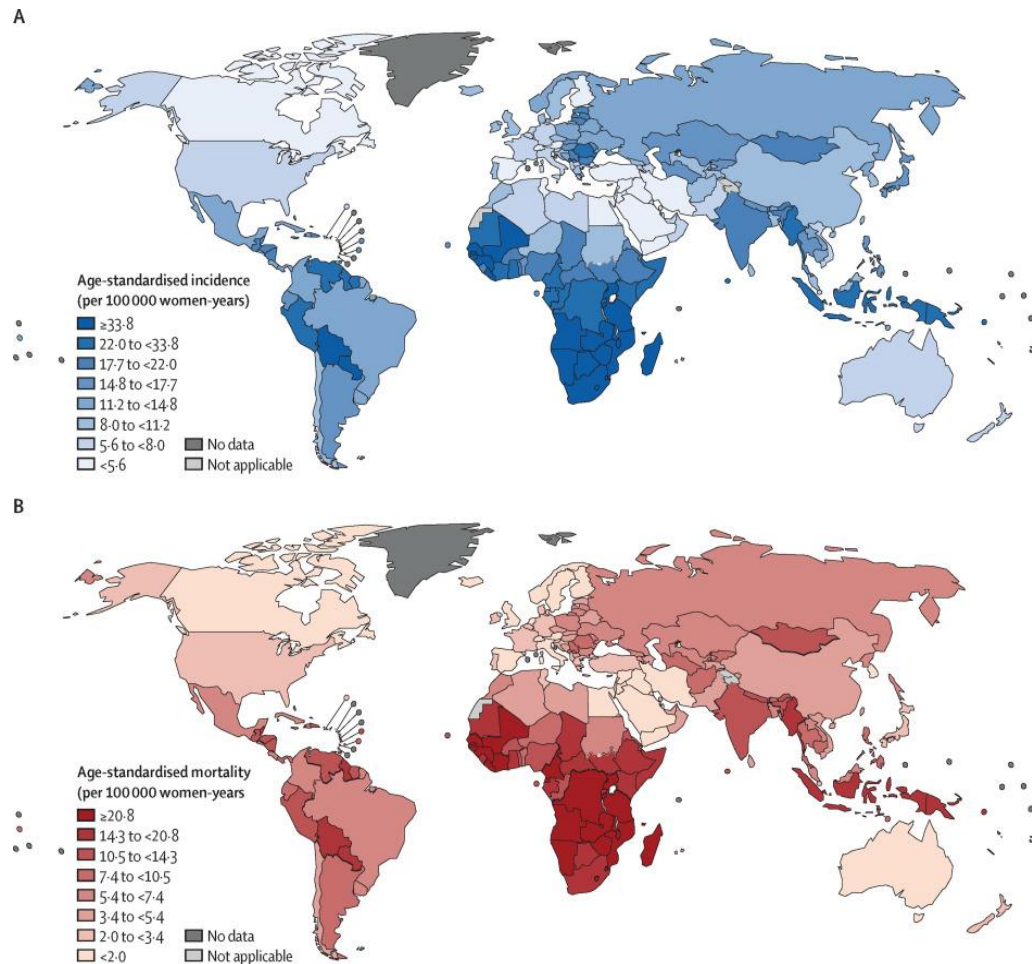 A
Age-standardised incidence
(per 100 000 women-years)
≥33·8
22·0 to <33·8
17·7 to <22·0
14·8 to <17·7
11·2 to <14·8
8·0 to <11·2
5·6 to <8·0
<5·6
No data
Not applicable
B
Age-standardised mortality
(per 100 000 women-years
≥20·8
14·3 to <20·8
10·5 to <14·3
7·4 to <10·5
5·4 to <7·4
3·4 to <5·4
2·0 to <3·4
<2·0
No data
Not applicable